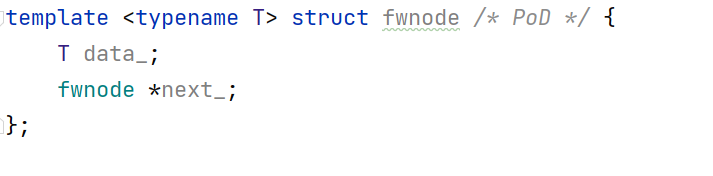 template <typename T> struct fwnode /* PoD */ {
    T data_;
    fwnode *next_;
};